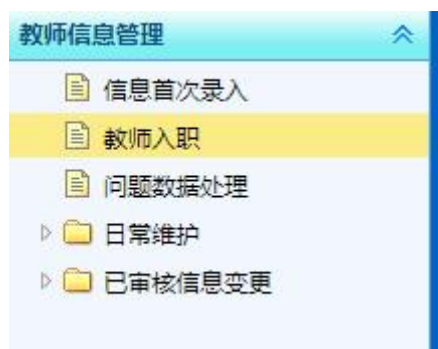 教师信息管理
信息首次录入
教师入职
问题数据处理
日常维护
已审核信息变更